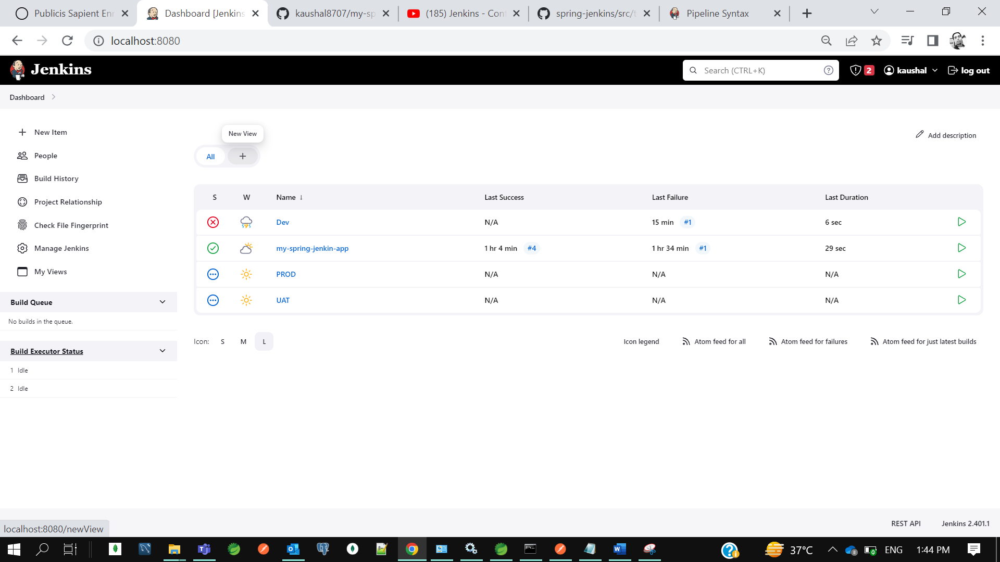 Publicis Sapient Enr
Dashboard [Jenkins
kaushal8707/my-sp
(185) Jenkins - Con
spring-jenkins/src/t
Pipeline Syntax
localhost:8080
Jenkins
Search (CTRL+K)
2
kaushal
log out
Dashboard
New Item
People
Build History
Project Relationship
Check File Fingerprint
Manage Jenkins
My Views
Build Queue
No builds in the queue.
Build Executor Status
1 Idle
2 Idle
New View
Add description
All +
S W Name ↓ Last Success Last Failure Last Duration
Dev N/A 15 min #1 6 sec
my-spring-jenkin-app 1 hr 4 min #4 1 hr 34 min #1 29 sec
PROD N/A N/A N/A
UAT N/A N/A N/A
Icon: S M L
Icon legend
Atom feed for all
Atom feed for failures
Atom feed for just latest builds
REST API
Jenkins 2.401.1
localhost:8080/newView
37°C
ENG
1:44 PM